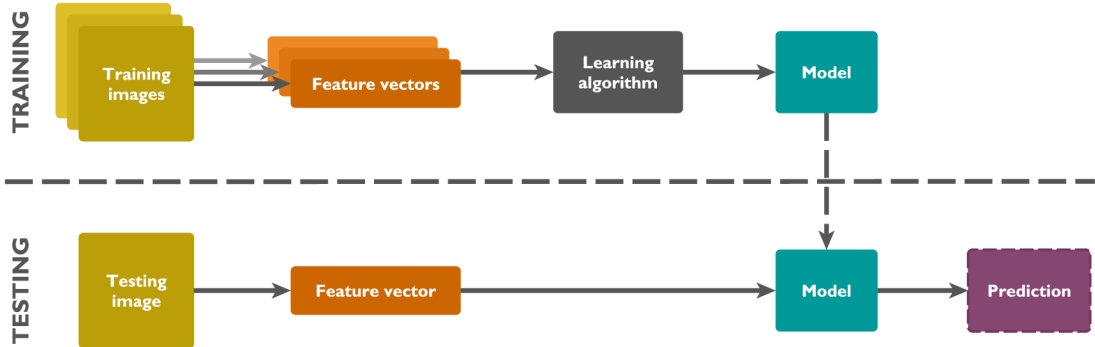 TRAINING
Training
images
Feature vectors
Learning
algorithm
Model
TESTING
Testing
image
Feature vector
Model
Prediction